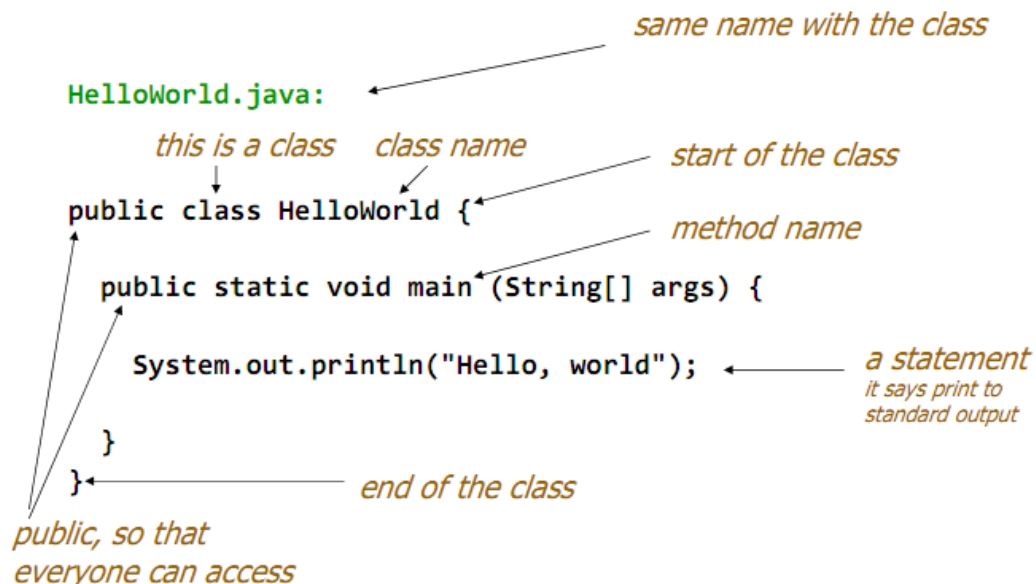 same name with the class
HelloWorld.java:
this is a class
class name
start of the class
public class HelloWorld {
method name
public static void main (String[] args) {
System.out.println("Hello, world");
a statement
it says print to
standard output
}
}
end of the class
public, so that
everyone can access